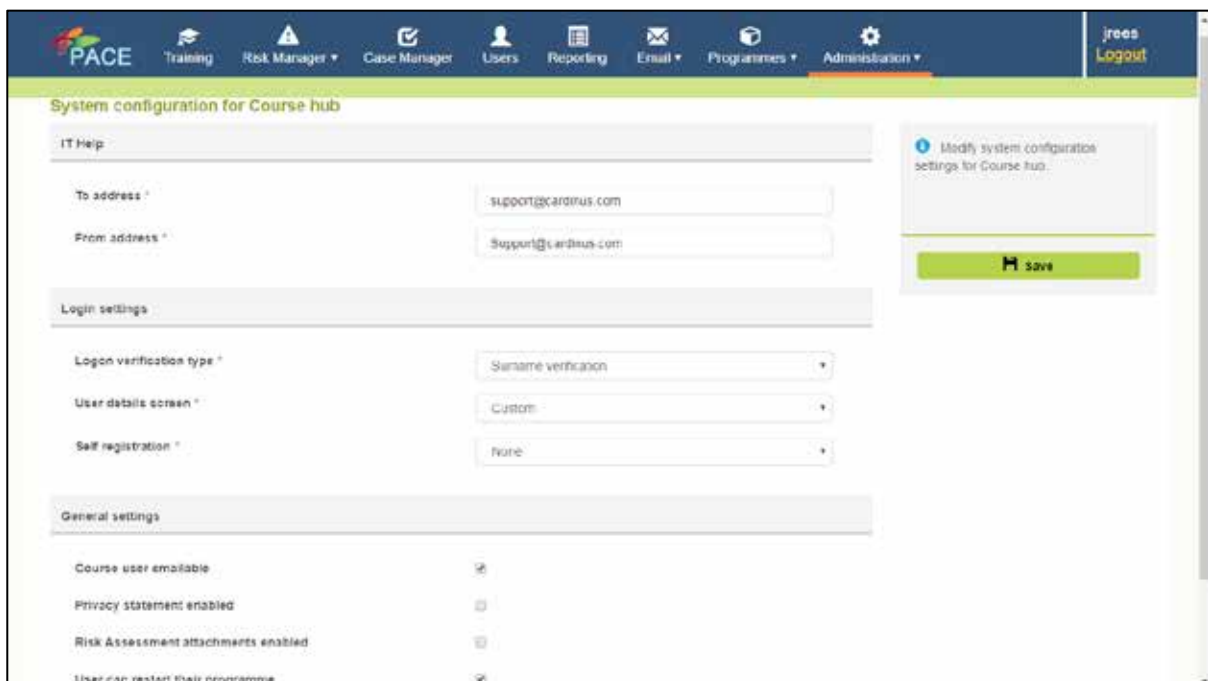 PACE
Training
Risk Manager
Case Manager
Users
Reporting
Email
Programmes
Administration
jrees
Logout
System configuration for Course hub
IT Help
To address *
support@cardinus.com
From address *
Support@cardinus.com
Modify system configuration
settings for Course hub.
Save
Login settings
Logon verification type *
Surname verification
User details screen *
Custom
Self registration *
None
General settings
Course user emailable
Privacy statement enabled
Risk Assessment attachments enabled
User can restart their programme